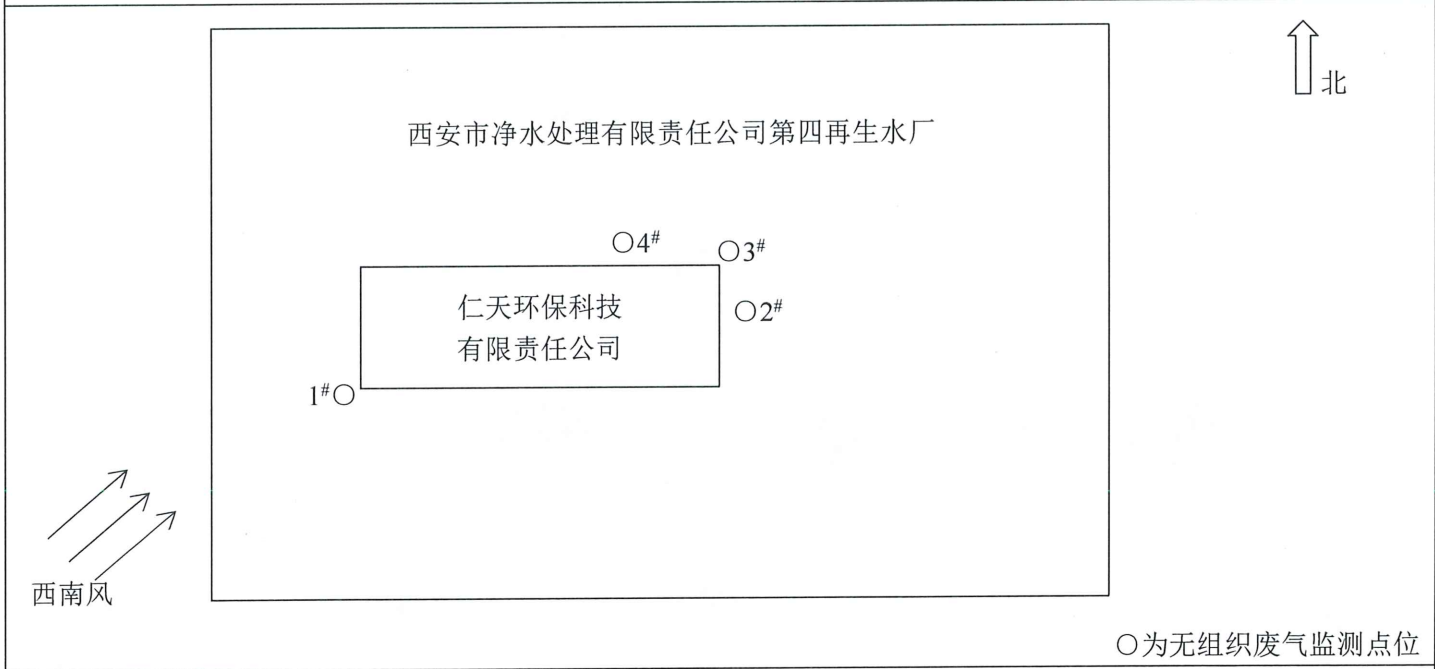 北
西安市净水处理有限责任公司第四再生水厂
○4#
○3#
仁天环保科技
有限责任公司
○2#
1#○
西南风
○为无组织废气监测点位